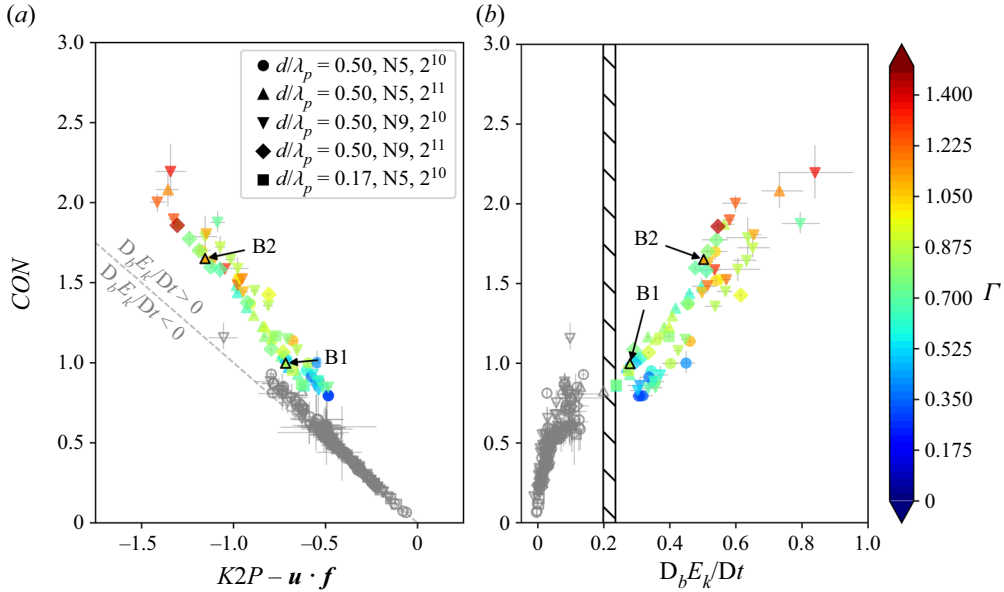 (a)
3.0
2.5
2.0
1.5
1.0
0.5
0
CON
d/λp = 0.50, N5, 2^10
d/λp = 0.50, N5, 2^11
d/λp = 0.50, N9, 2^10
d/λp = 0.50, N9, 2^11
d/λp = 0.17, N5, 2^10
B2
B1
DbEk/Dt > 0
DbEk/Dt < 0
–1.5 –1.0 –0.5 0
K2P – u · f
(b)
3.0
2.5
2.0
1.5
1.0
0.5
0
B2
B1
0 0.2 0.4 0.6 0.8 1.0
DbEk/Dt
1.400
1.225
1.050
0.875
0.700
0.525
0.350
0.175
0
Γ